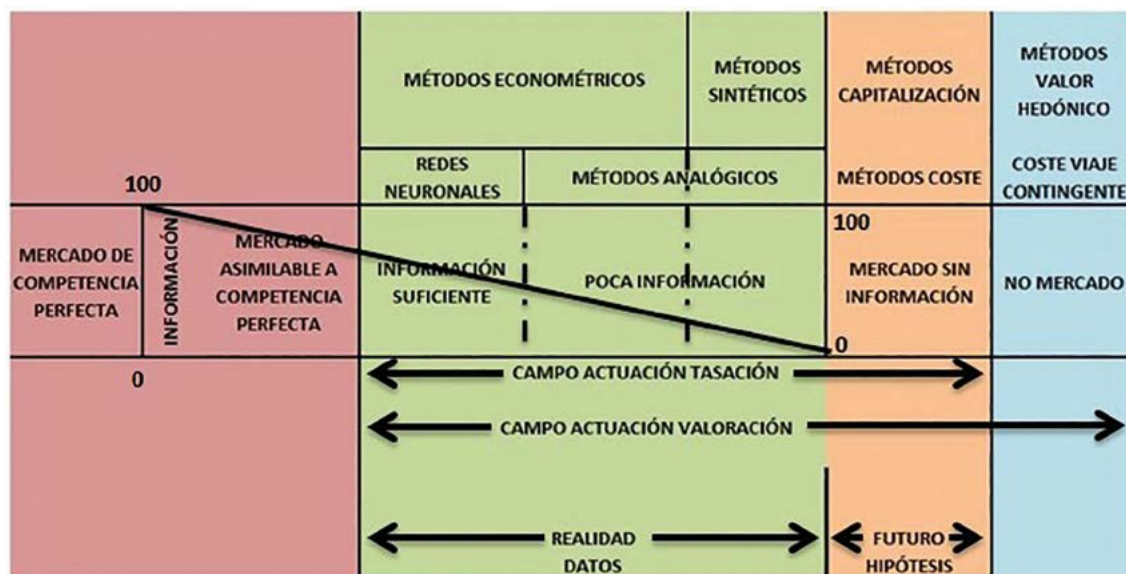 MÉTODOS ECONOMÉTRICOS
MÉTODOS
SINTÉTICOS
MÉTODOS
CAPITALIZACIÓN
MÉTODOS
VALOR
HEDÓNICO
REDES
NEURONALES
MÉTODOS ANALÓGICOS
MÉTODOS COSTE
COSTE VIAJE
CONTINGENTE
100
MERCADO DE
COMPETENCIA
PERFECTA
INFORMACIÓN
MERCADO
ASIMILABLE A
COMPETENCIA
PERFECTA
INFORMACIÓN
SUFICIENTE
POCA INFORMACIÓN
100
MERCADO SIN
INFORMACIÓN
0
NO MERCADO
0
CAMPO ACTUACIÓN TASACIÓN
CAMPO ACTUACIÓN VALORACIÓN
REALIDAD
DATOS
FUTURO
HIPÓTESIS